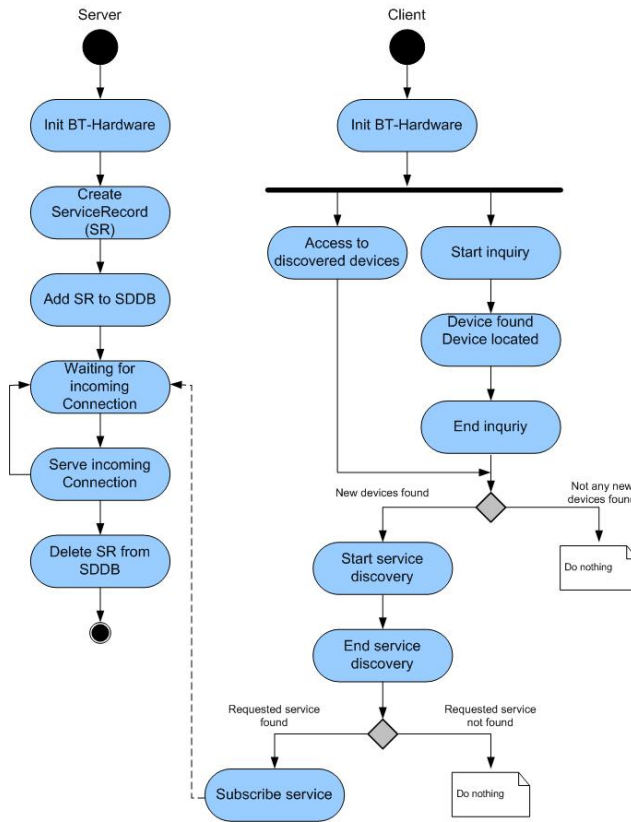 Server
Init BT-Hardware
Create
ServiceRecord
(SR)
Add SR to SDDB
Waiting for
incoming
Connection
Serve incoming
Connection
Delete SR from
SDDB
Client
Init BT-Hardware
Access to
discovered devices
Start inquiry
Device found
Device located
End inquriy
New devices found
Not any new
devices found
Do nothing
Start service
discovery
End service
discovery
Requested service
found
Requested service
not found
Subscribe service
Do nothing